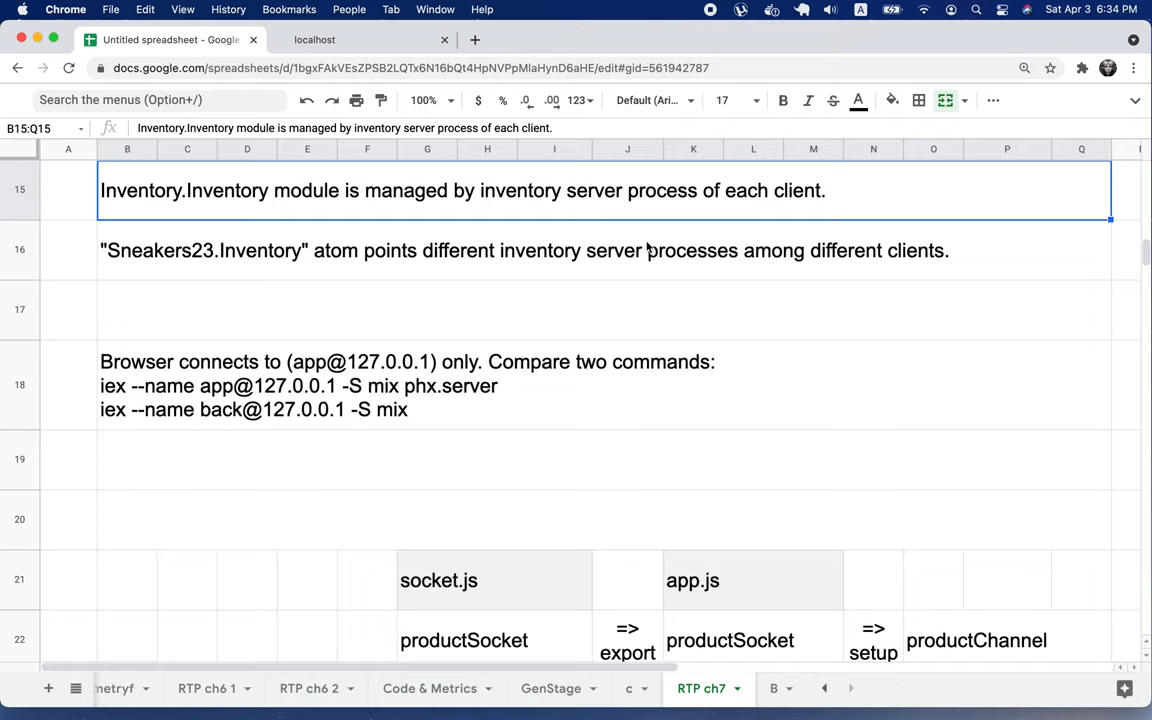 Chrome File Edit View History Bookmarks People Tab Window Help A Sat Apr 3 6:34 PM
Untitled spreadsheet - Google localhost
docs.google.com/spreadsheets/d/1bgxFAkVEsZPSB2LQTx6N16bQt4HpNVPpMlaHynD6aHE/edit#gid=561942787
Search the menus (Option+/) 100% $ % .0 .00 123 Default (Ari... 17 B I S A
B15:Q15 fx Inventory.Inventory module is managed by inventory server process of each client.
A B C D E F G H I J K L M N O P Q
15 Inventory.Inventory module is managed by inventory server process of each client.
16 "Sneakers23.Inventory" atom points different inventory server processes among different clients.
17
Browser connects to (app@127.0.0.1) only. Compare two commands:
18 iex --name app@127.0.0.1 -S mix phx.server
iex --name back@127.0.0.1 -S mix
19
20
21 socket.js app.js
22 productSocket => export productSocket => setup productChannel
metryf RTP ch6 1 RTP ch6 2 Code & Metrics GenStage c RTP ch7 B